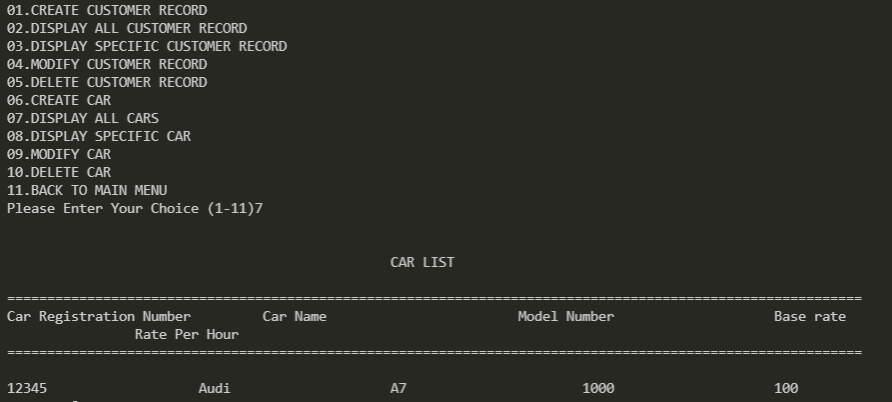 01.CREATE CUSTOMER RECORD
02.DISPLAY ALL CUSTOMER RECORD
03.DISPLAY SPECIFIC CUSTOMER RECORD
04.MODIFY CUSTOMER RECORD
05.DELETE CUSTOMER RECORD
06.CREATE CAR
07.DISPLAY ALL CARS
08.DISPLAY SPECIFIC CAR
09.MODIFY CAR
10.DELETE CAR
11.BACK TO MAIN MENU
Please Enter Your Choice (1-11)7
CAR LIST
===========================================================================================================
Car Registration Number         Car Name                        Model Number                    Base rate
                Rate Per Hour
===========================================================================================================
12345                   Audi                    A7                      1000                    100